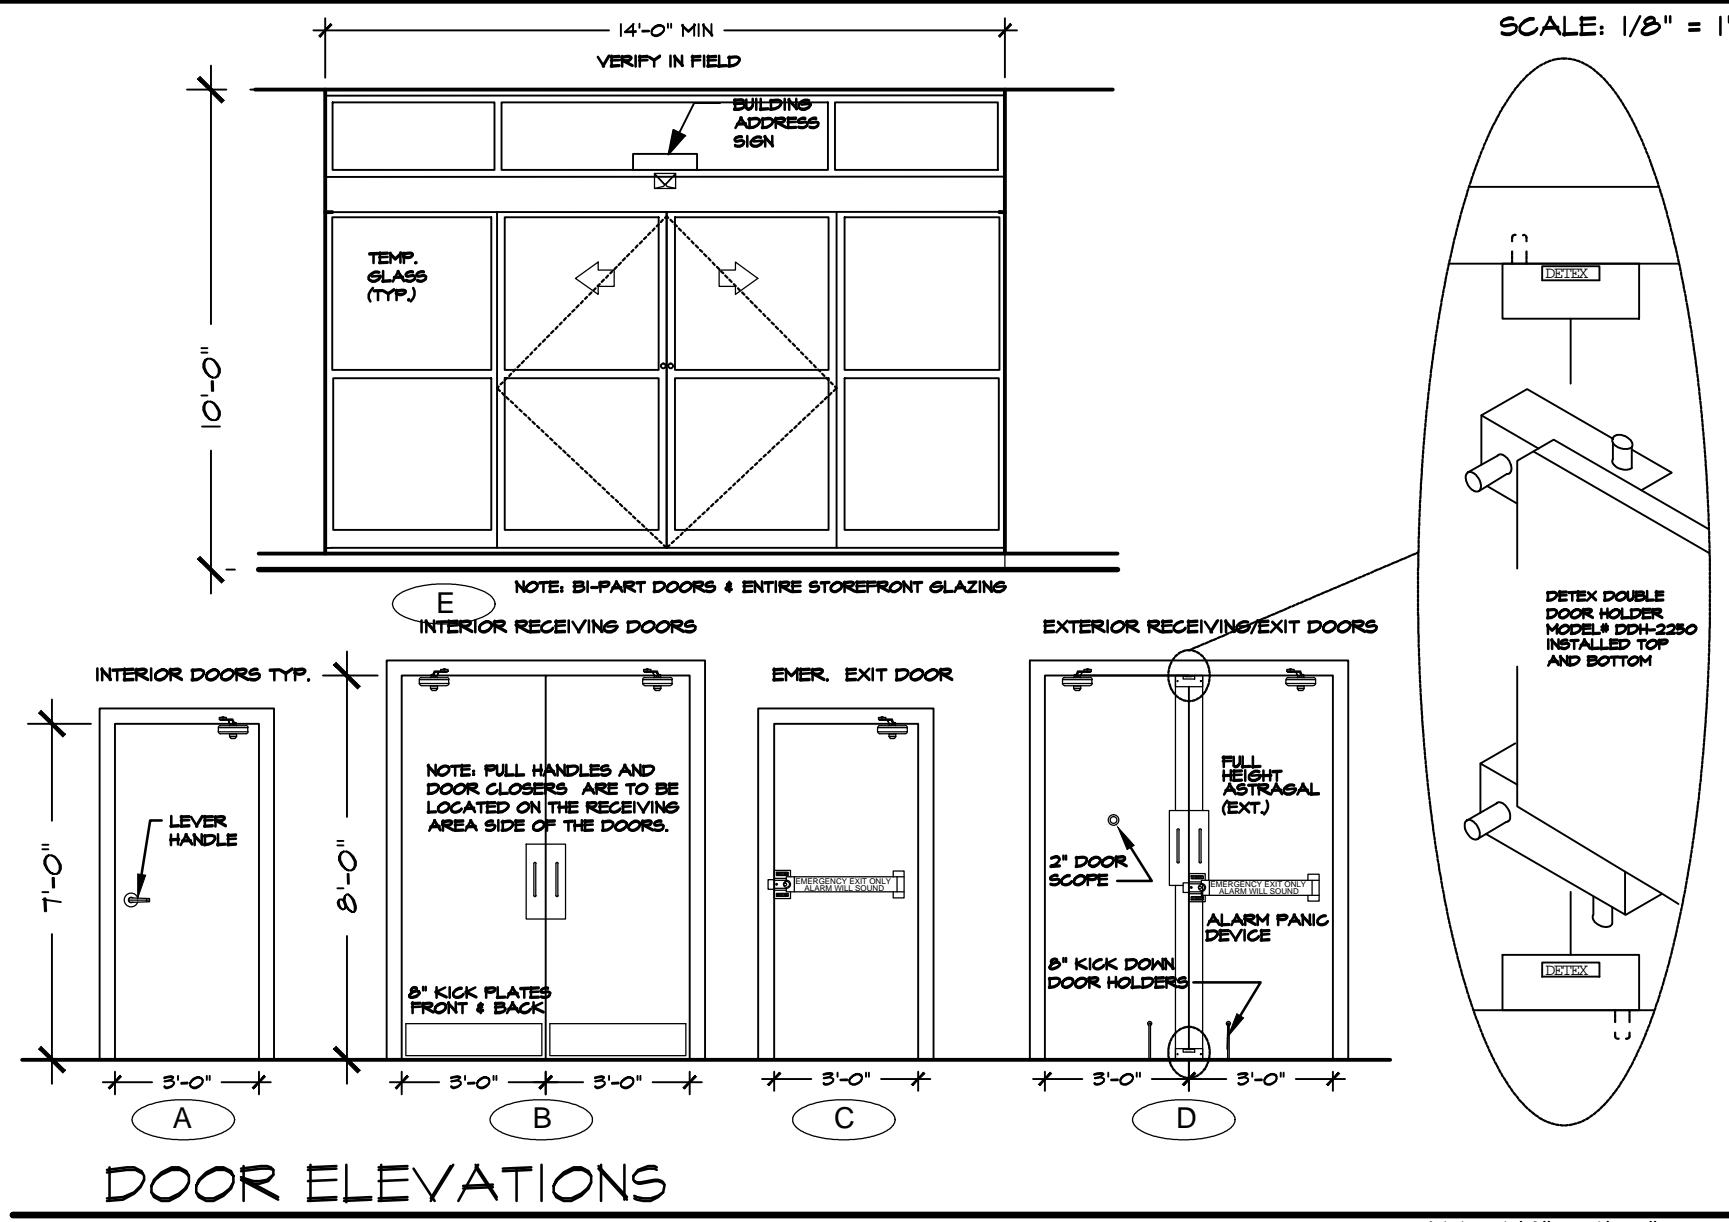 SCALE: 1/8" = 1'
14'-0" MIN
VERIFY IN FIELD
BUILDING
ADDRESS
SIGN
TEMP.
GLASS
(TYP.)
10'-0"
DETEX
E
NOTE: BI-PART DOORS & ENTIRE STOREFRONT GLAZING
DETEX DOUBLE
DOOR HOLDER
MODEL# DDH-2250
INSTALLED TOP
AND BOTTOM
DETEX
INTERIOR DOORS TYP.
LEVER
HANDLE
7'-0"
3'-0"
A
INTERIOR RECEIVING DOORS
NOTE: PULL HANDLES AND
DOOR CLOSERS ARE TO BE
LOCATED ON THE RECEIVING
AREA SIDE OF THE DOORS.
8'-0"
8" KICK PLATES
FRONT & BACK
3'-0" 3'-0"
B
EMER. EXIT DOOR
EMERGENCY EXIT ONLY
ALARM WILL SOUND
3'-0"
C
EXTERIOR RECEIVING/EXIT DOORS
FULL
HEIGHT
ASTRAGAL
(EXT.)
2" DOOR
SCOPE
EMERGENCY EXIT ONLY
ALARM WILL SOUND
ALARM PANIC
DEVICE
8" KICK DOWN
DOOR HOLDERS
3'-0" 3'-0"
D
DOOR ELEVATIONS